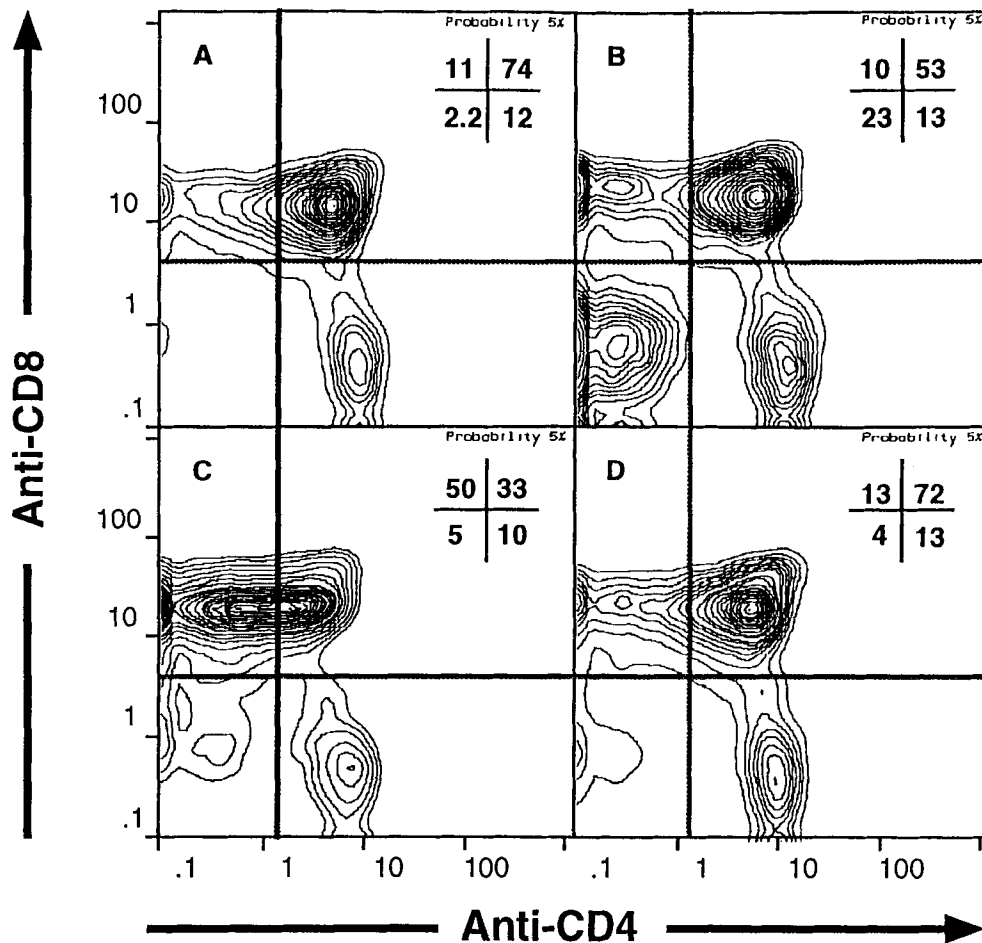 Probability 5%
A
11 74
2.2 12
Probability 5%
B
10 53
23 13
100
10
1
.1
Probability 5%
C
50 33
5 10
Probability 5%
D
13 72
4 13
100
10
1
.1
Anti-CD8
.1 1 10 100 .1 1 10 100
Anti-CD4